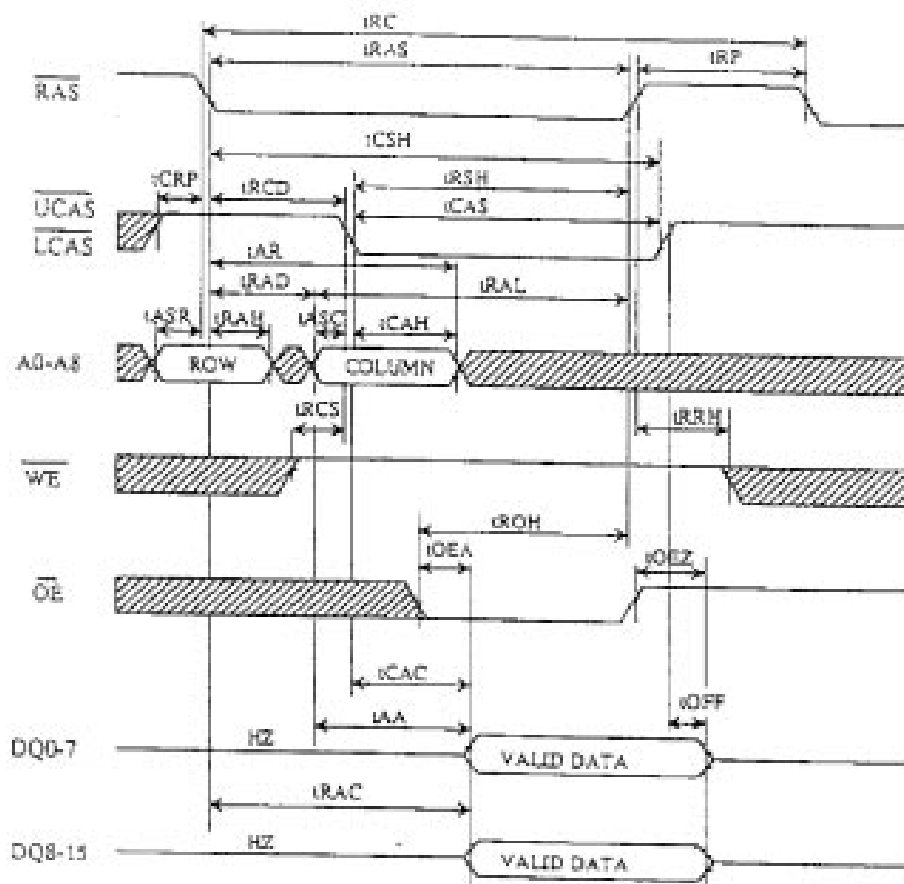 tRC
tRAS
tRP
RAS
tCSH
tCRP
tRCD
tRSH
UCAS
tCAS
LCAS
tAR
tRAD
tRAL
tASR
tRAH
tASC
tCAH
A0-A8
ROW
COLUMN
tRCS
tRRH
WE
tROH
tOEA
tOEZ
OE
tCAC
tOFF
tAA
DQ0-7
HZ
VALID DATA
tRAC
DQ8-15
HZ
VALID DATA